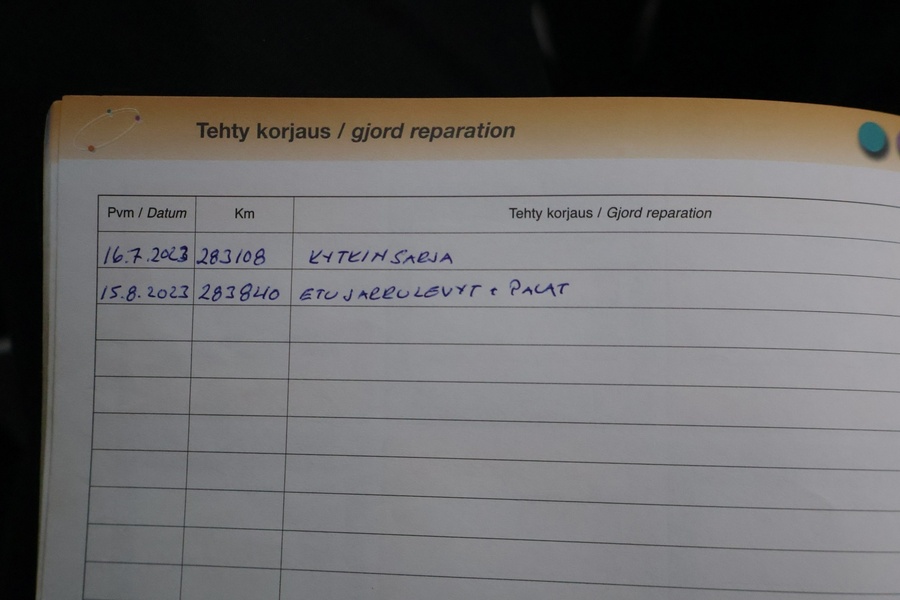 Tehty korjaus / gjord reparation
Pvm / Datum Km Tehty korjaus / Gjord reparation
16.7.2023 283108 KYTKINSARJA
15.8.2023 283840 ETUJARRULEVYT + PALAT